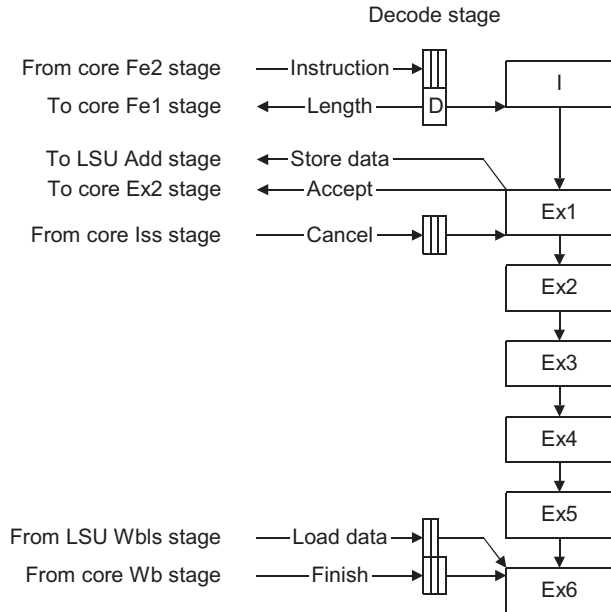 Decode stage
From core Fe2 stage Instruction
I
To core Fe1 stage Length D
To LSU Add stage Store data
To core Ex2 stage Accept
Ex1
From core Iss stage Cancel
Ex2
Ex3
Ex4
Ex5
From LSU Wbls stage Load data
From core Wb stage Finish
Ex6